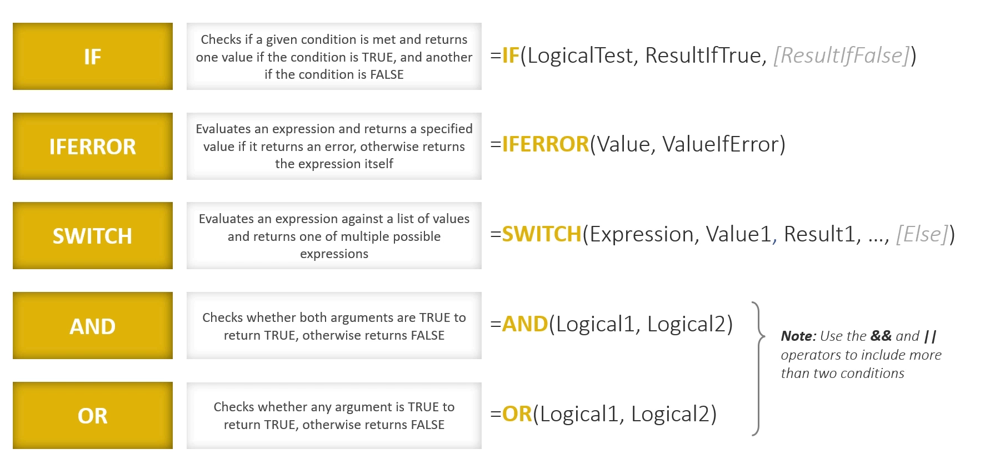 IF
Checks if a given condition is met and returns
one value if the condition is TRUE, and another
if the condition is FALSE
=IF(LogicalTest, ResultIfTrue, [ResultIfFalse])
IFERROR
Evaluates an expression and returns a specified
value if it returns an error, otherwise returns
the expression itself
=IFERROR(Value, ValueIfError)
SWITCH
Evaluates an expression against a list of values
and returns one of multiple possible
expressions
=SWITCH(Expression, Value1, Result1, ..., [Else])
AND
Checks whether both arguments are TRUE to
return TRUE, otherwise returns FALSE
=AND(Logical1, Logical2)
Note: Use the && and ||
operators to include more
than two conditions
OR
Checks whether any argument is TRUE to
return TRUE, otherwise returns FALSE
=OR(Logical1, Logical2)